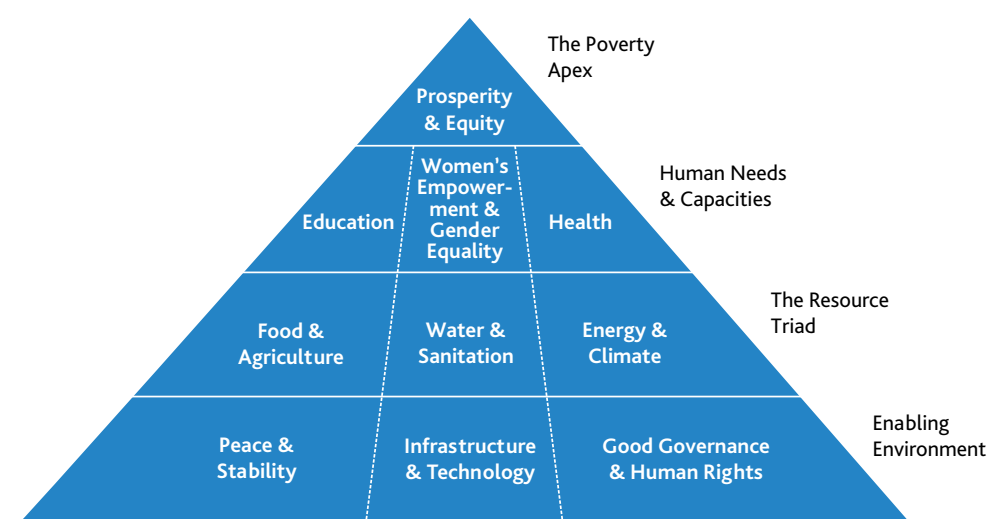 The Poverty
Apex
Prosperity
& Equity
Human Needs
& Capacities
Education
Women's
Empower-
ment &
Gender
Equality
Health
The Resource
Triad
Food &
Agriculture
Water &
Sanitation
Energy &
Climate
Enabling
Environment
Peace &
Stability
Infrastructure
& Technology
Good Governance
& Human Rights